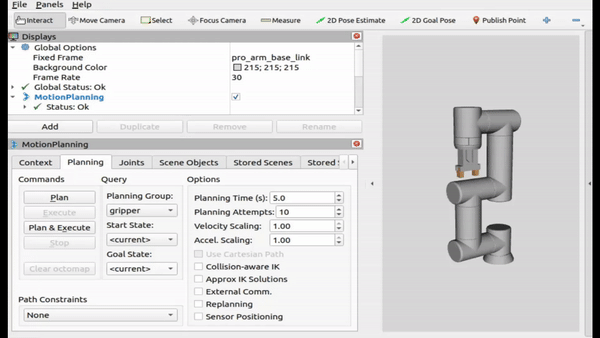 File Panels Help
Interact Move Camera Select Focus Camera Measure 2D Pose Estimate 2D Goal Pose Publish Point
Displays
Global Options
Fixed Frame pro_arm_base_link
Background Color 215; 215; 215
Frame Rate 30
Global Status: Ok
MotionPlanning
Status: Ok
Add Duplicate Remove Rename
MotionPlanning
Context Planning Joints Scene Objects Stored Scenes Stored S
Commands Query Options
Plan Planning Group: Planning Time (s): 5.0
Execute gripper Planning Attempts: 10
Plan & Execute Start State: Velocity Scaling: 1.00
Stop <current> Accel. Scaling: 1.00
Goal State: Use Cartesian Path
Clear octomap <current> Collision-aware IK
Approx IK Solutions
External Comm.
Path Constraints Replanning
None Sensor Positioning